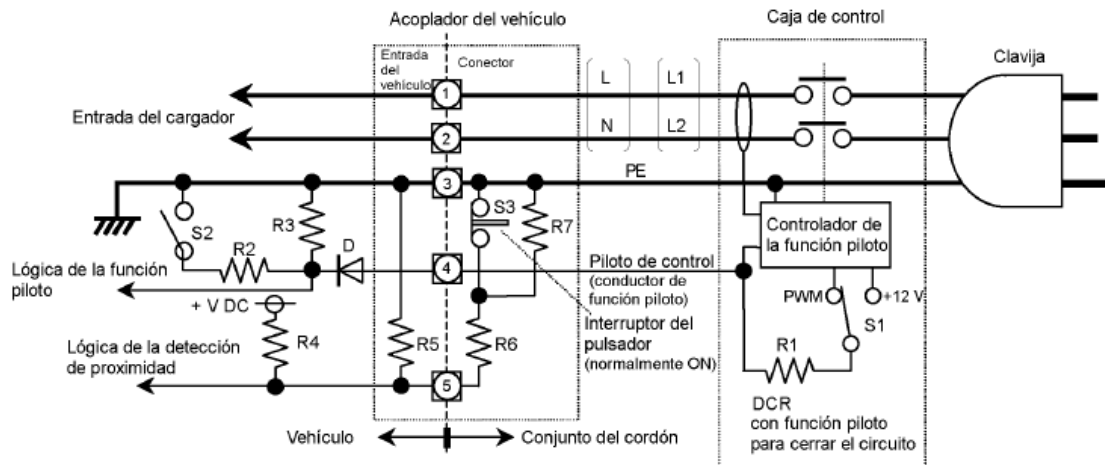 Acoplador del vehículo
Caja de control
Entrada
del
vehículo
Conector
Clavija
1
L
L1
Entrada del cargador
2
N
L2
3
PE
S3
S2
R3
R7
Controlador de
la función piloto
R2
D
4
Lógica de la función
piloto
Piloto de control
(conductor de
función piloto)
PWM
+12 V
+ V DC
Interruptor del
pulsador
(normalmente ON)
S1
R4
R5
R6
R1
Lógica de la detección
de proximidad
5
DCR
con función piloto
para cerrar el circuito
Vehículo
Conjunto del cordón